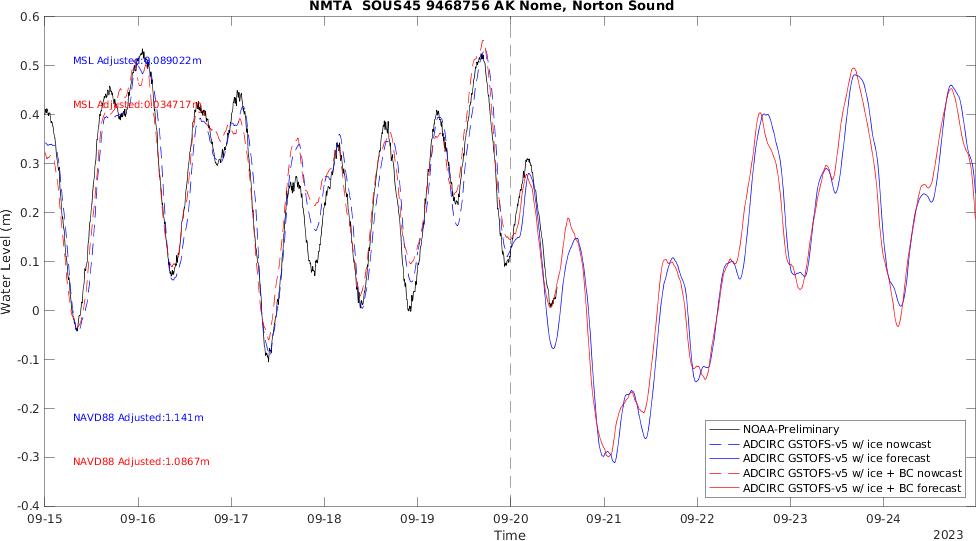 NMTA  SOUS45 9468756 AK Nome, Norton Sound
0.6
0.5
0.4
0.3
0.2
0.1
0
-0.1
-0.2
-0.3
-0.4
Water Level (m)
MSL Adjusted:0.089022m
MSL Adjusted:0.034717m
NAVD88 Adjusted:1.141m
NAVD88 Adjusted:1.0867m
NOAA-Preliminary
ADCIRC GSTOFS-v5 w/ ice nowcast
ADCIRC GSTOFS-v5 w/ ice forecast
ADCIRC GSTOFS-v5 w/ ice + BC nowcast
ADCIRC GSTOFS-v5 w/ ice + BC forecast
09-15 09-16 09-17 09-18 09-19 09-20 09-21 09-22 09-23 09-24
Time
2023